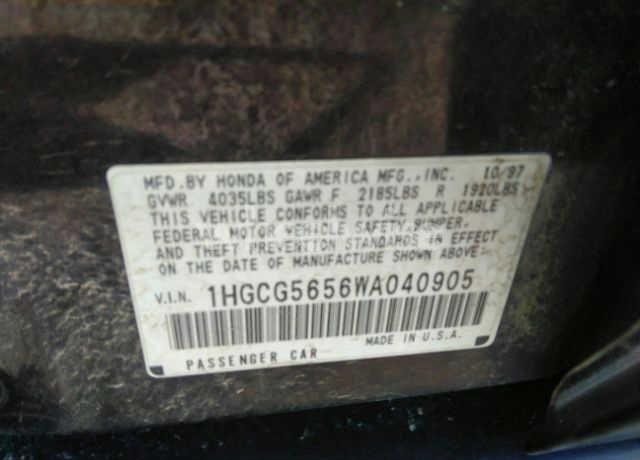 MFD.BY HONDA OF AMERICA MFG.,INC. 10/97
GVWR 4035LBS GAWR F 2185LBS R 1920LBS
THIS VEHICLE CONFORMS TO ALL APPLICABLE
FEDERAL MOTOR VEHICLE SAFETY,BUMPER,
AND THEFT PREVENTION STANDARDS IN EFFECT
ON THE DATE OF MANUFACTURE SHOWN ABOVE.
V.I.N. 1HGCG5656WA040905
PASSENGER CAR MADE IN U.S.A.